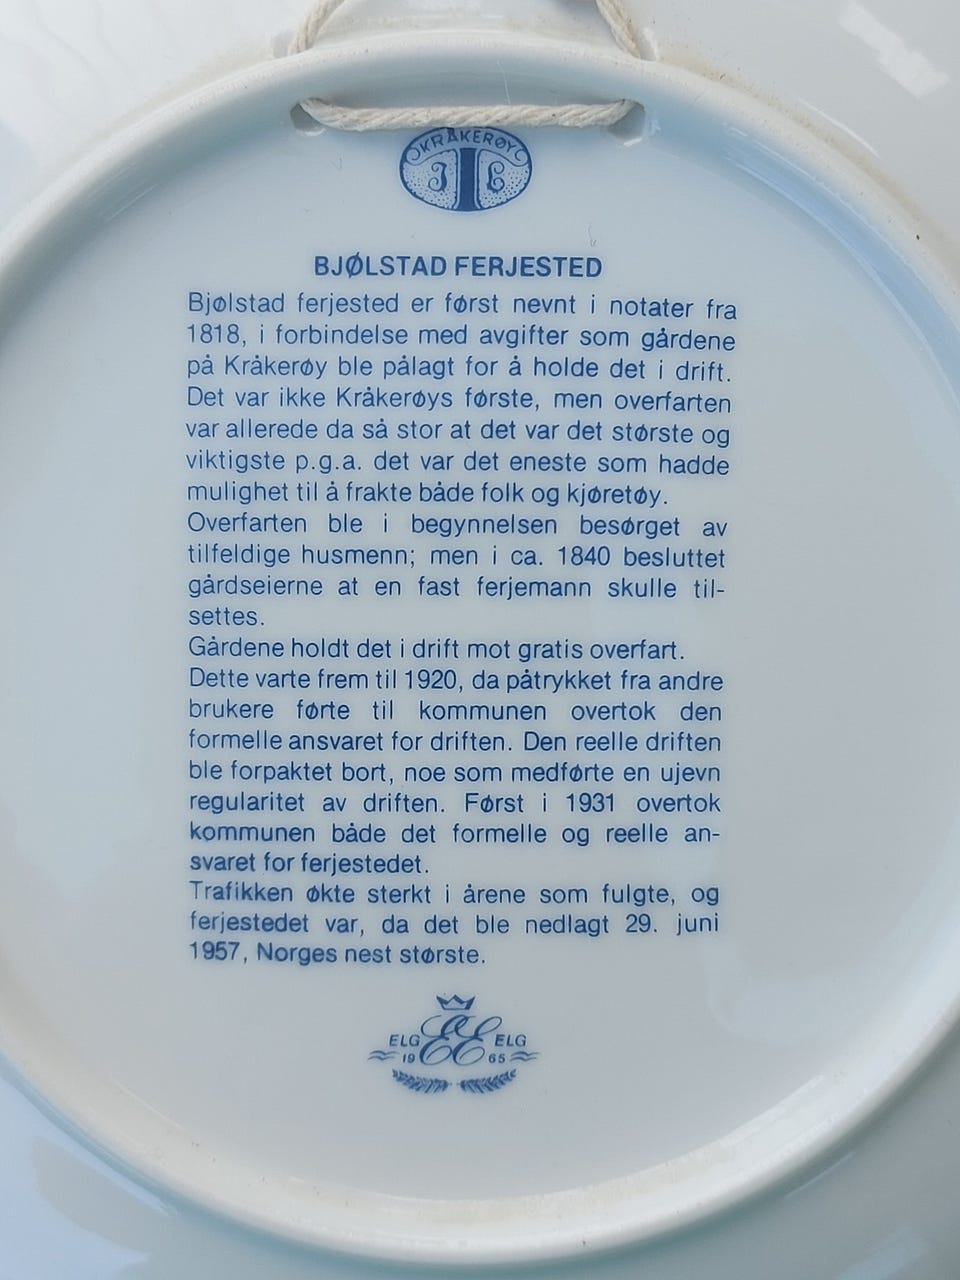 KRÅKERØY
BJØLSTAD FERJESTED
Bjølstad ferjested er først nevnt i notater fra
1818, i forbindelse med avgifter som gårdene
på Kråkerøy ble pålagt for å holde det i drift.
Det var ikke Kråkerøys første, men overfarten
var allerede da så stor at det var det største og
viktigste p.g.a. det var det eneste som hadde
mulighet til å frakte både folk og kjøretøy.
Overfarten ble i begynnelsen besørget av
tilfeldige husmenn; men i ca. 1840 besluttet
gårdseierne at en fast ferjemann skulle til-
settes.
Gårdene holdt det i drift mot gratis overfart.
Dette varte frem til 1920, da påtrykket fra andre
brukere førte til kommunen overtok den
formelle ansvaret for driften. Den reelle driften
ble forpaktet bort, noe som medførte en ujevn
regularitet av driften. Først i 1931 overtok
kommunen både det formelle og reelle an-
svaret for ferjestedet.
Trafikken økte sterkt i årene som fulgte, og
ferjestedet var, da det ble nedlagt 29. juni
1957, Norges nest største.
ELG EE ELG
19 65